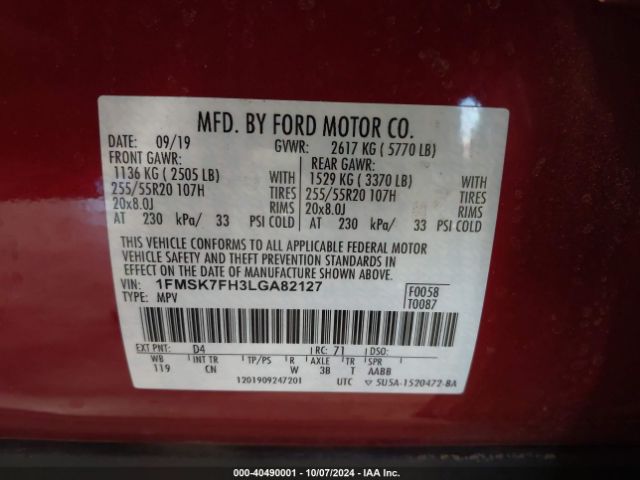 MFD. BY FORD MOTOR CO.
DATE: 09/19 GVWR: 2617 KG ( 5770 LB)
FRONT GAWR: REAR GAWR:
1136 KG ( 2505 LB) WITH 1529 KG ( 3370 LB) WITH
255/55R20 107H TIRES 255/55R20 107H TIRES
20x8.0J RIMS 20x8.0J RIMS
AT 230 kPa/ 33 PSI COLD AT 230 kPa/ 33 PSI COLD
THIS VEHICLE CONFORMS TO ALL APPLICABLE FEDERAL MOTOR
VEHICLE SAFETY AND THEFT PREVENTION STANDARDS IN
EFFECT ON THE DATE OF MANUFACTURE SHOWN ABOVE.
VIN: 1FMSK7FH3LGA82127 F0058
TYPE: MPV T0087
EXT PNT: D4 RC: 71 DSO:
WB INT TR TP/PS R AXLE TR SPR
119 CN W 3B T AABB
1201909247201 UTC ▽ 5U5A-1520472-BA
000-40490001 - 10/07/2024 - IAAI CORP.